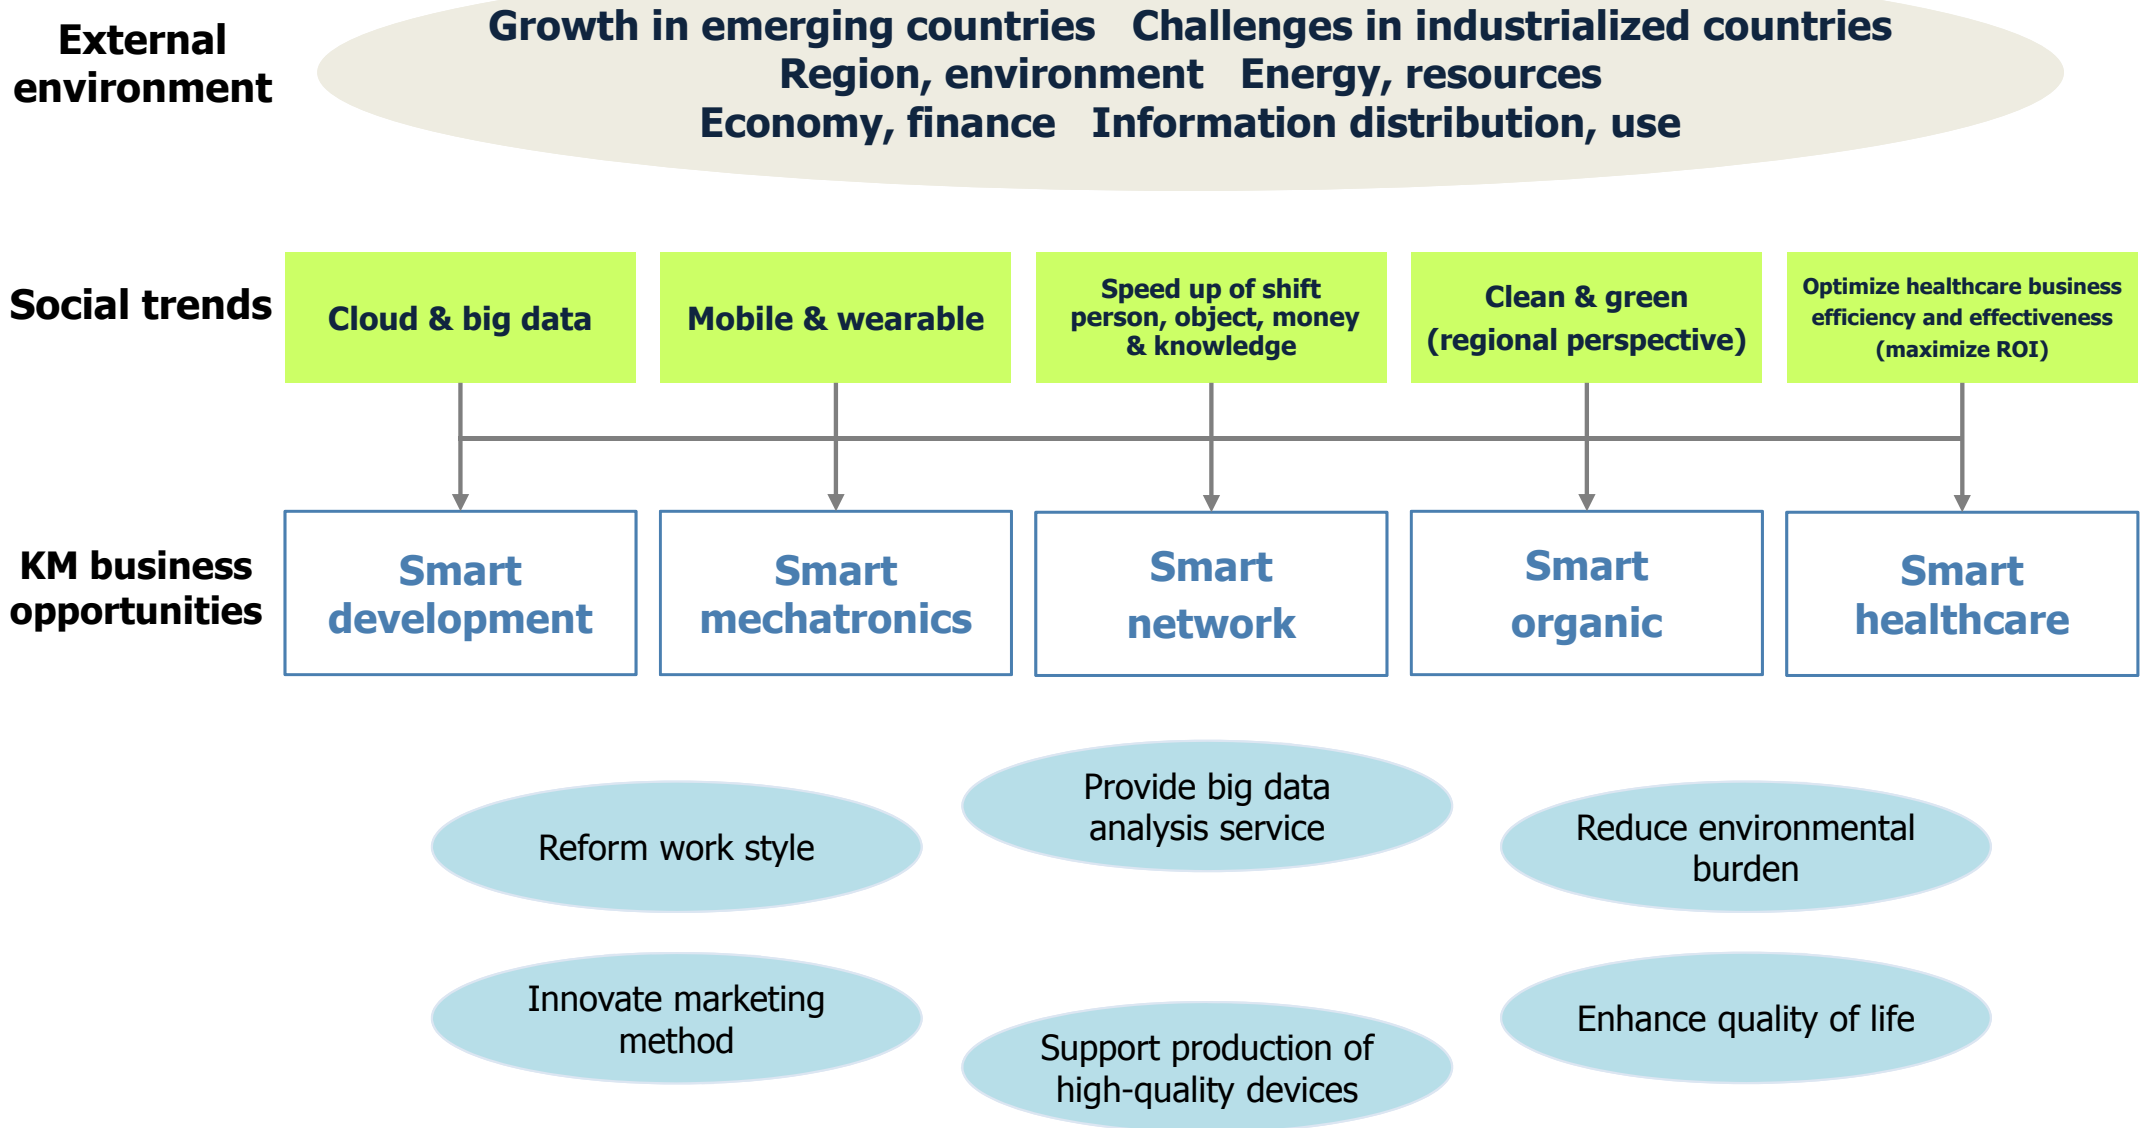 External
environment
Growth in emerging countries   Challenges in industrialized countries
Region, environment   Energy, resources
Economy, finance   Information distribution, use
Social trends
Cloud & big data
Mobile & wearable
Speed up of shift
person, object, money
& knowledge
Clean & green
(regional perspective)
Optimize healthcare business
efficiency and effectiveness
(maximize ROI)
KM business
opportunities
Smart
development
Smart
mechatronics
Smart
network
Smart
organic
Smart
healthcare
Reform work style
Provide big data
analysis service
Reduce environmental
burden
Innovate marketing
method
Support production of
high-quality devices
Enhance quality of life